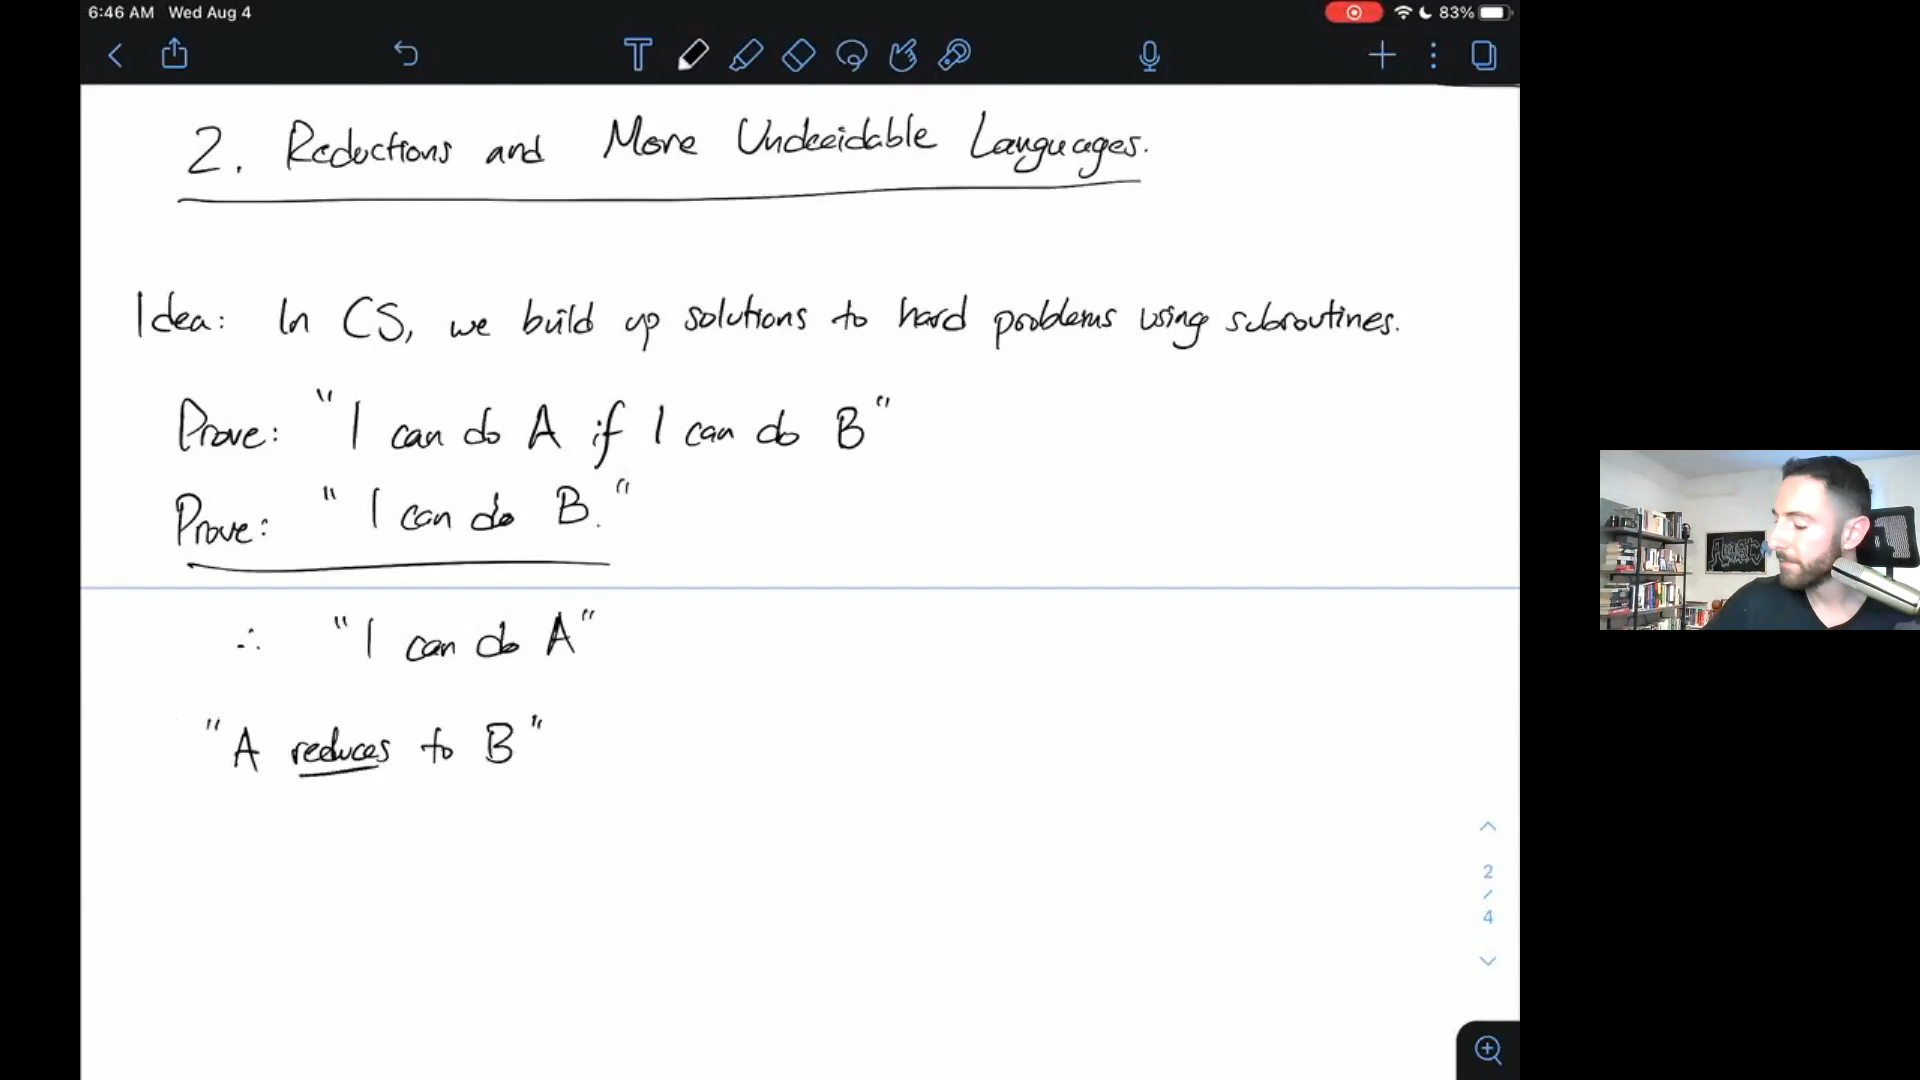 6:46 AM Wed Aug 4
83%
2. Reductions and More Undecidable Languages.
Idea: In CS, we build up solutions to hard problems using subroutines.
Prove: "I can do A if I can do B"
Prove: "I can do B."
∴ "I can do A"
"A reduces to B"
2
/
4